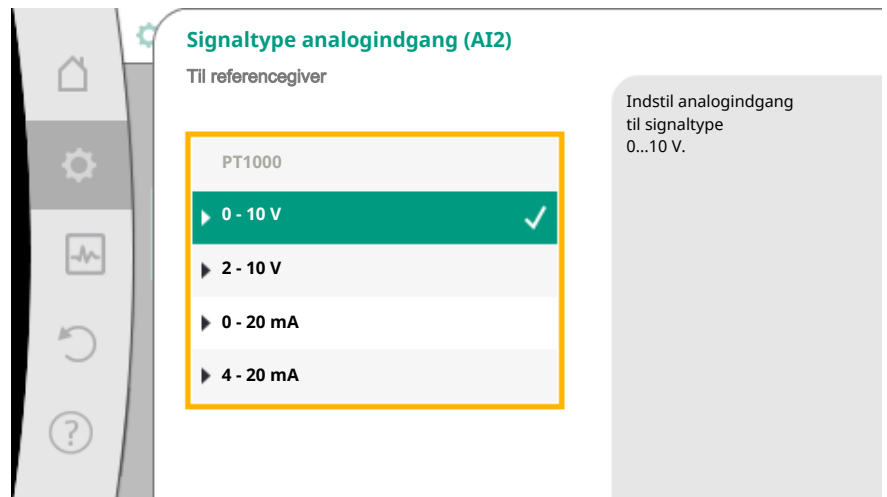 Signaltype analogindgang (AI2)
Til referencegiver
PT1000
0 - 10 V
2 - 10 V
0 - 20 mA
4 - 20 mA
Indstil analogindgang
til signaltype
0...10 V.
?